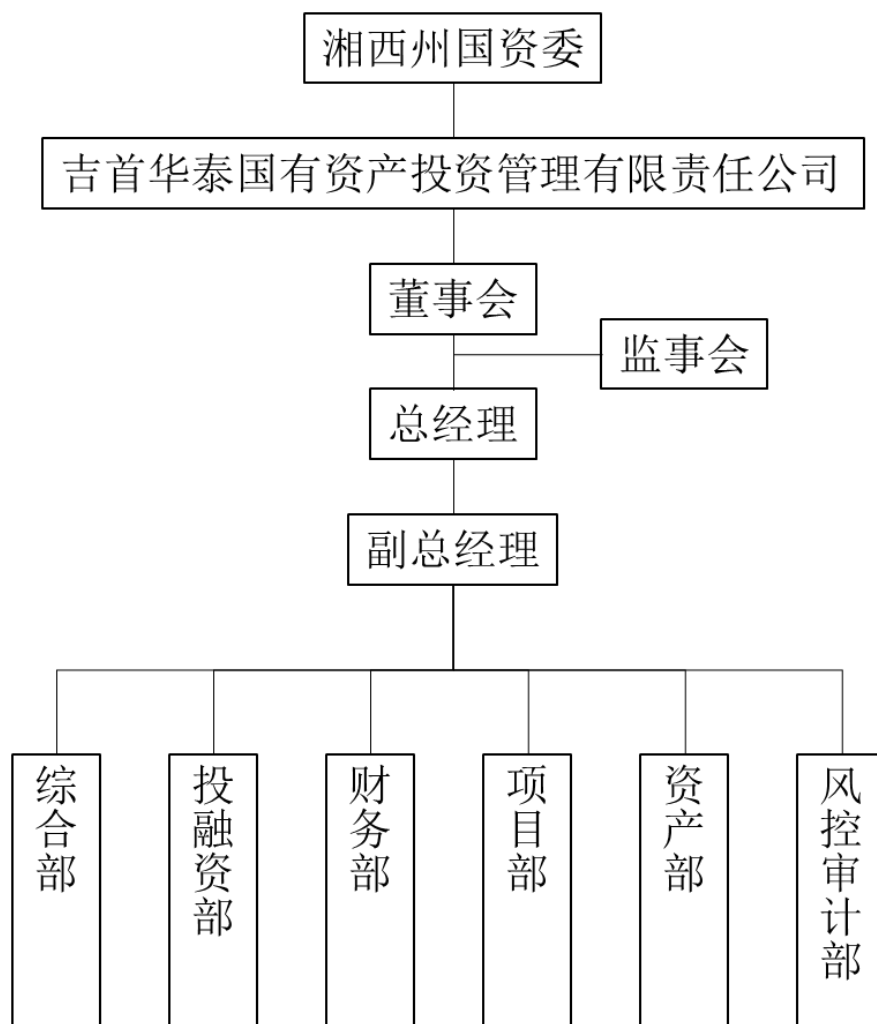 湘西州国资委
吉首华泰国有资产投资管理有限责任公司
董事会
监事会
总经理
副总经理
综合部
投融资部
财务部
项目部
资产部
风控审计部